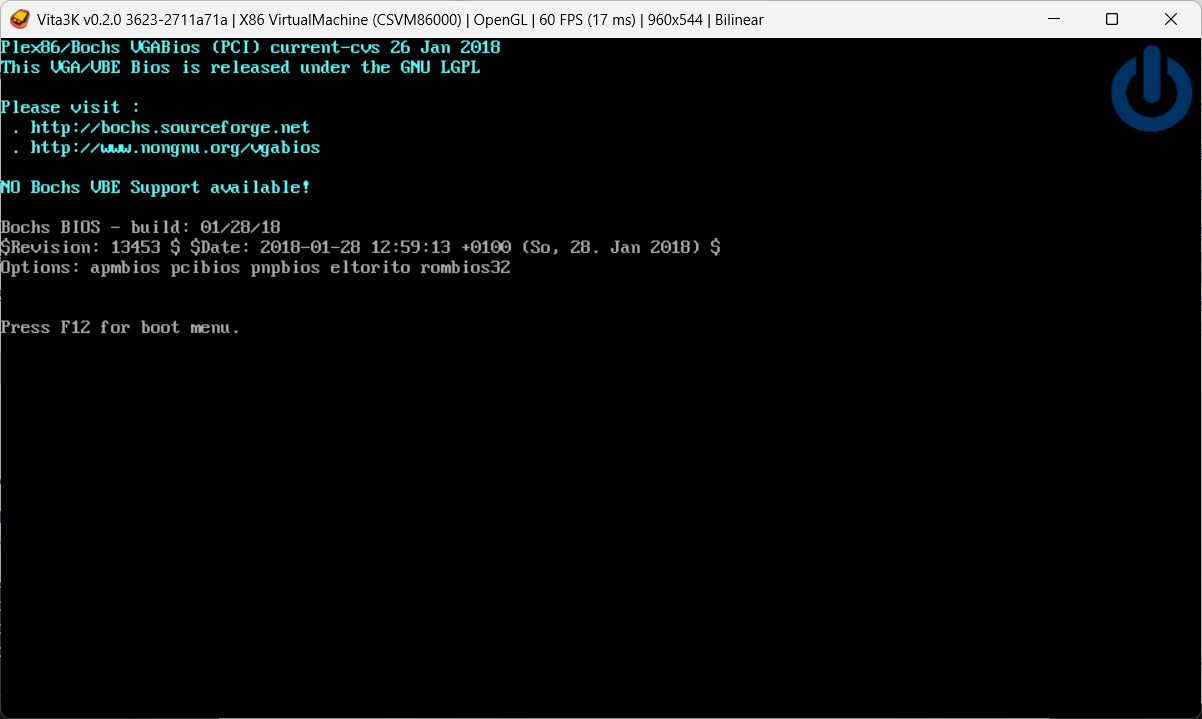 Vita3K v0.2.0 3623-2711a71a | X86 VirtualMachine (CSVM86000) | OpenGL | 60 FPS (17 ms) | 960x544 | Bilinear
Plex86/Bochs VGABios (PCI) current-cvs 26 Jan 2018
This VGA/VBE Bios is released under the GNU LGPL
Please visit :
. http://bochs.sourceforge.net
. http://www.nongnu.org/vgabios
NO Bochs VBE Support available!
Bochs BIOS - build: 01/28/18
$Revision: 13453 $ $Date: 2018-01-28 12:59:13 +0100 (So, 28. Jan 2018) $
Options: apmbios pcibios pnpbios eltorito rombios32
Press F12 for boot menu.